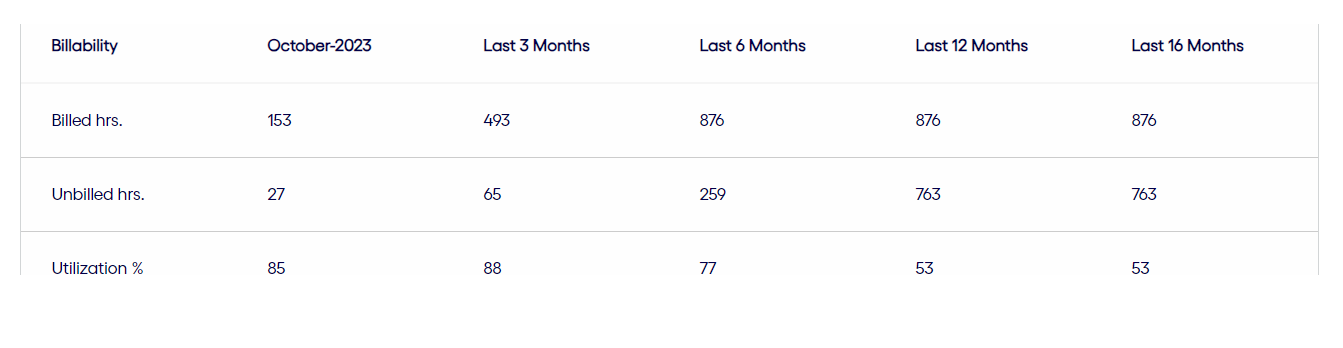 Billability October-2023 Last 3 Months Last 6 Months Last 12 Months Last 16 Months
Billed hrs. 153 493 876 876 876
Unbilled hrs. 27 65 259 763 763
Utilization % 85 88 77 53 53